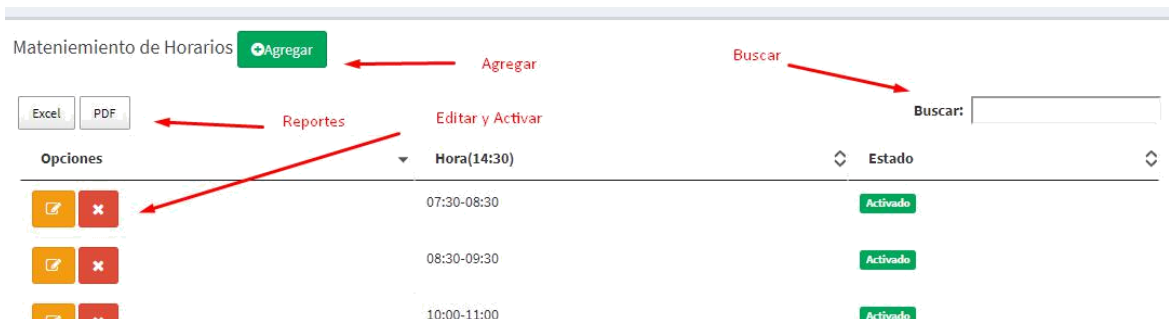 Mateniemiento de Horarios Agregar
Agregar
Buscar
Excel PDF
Reportes
Editar y Activar
Buscar:
Opciones Hora(14:30) Estado
07:30-08:30 Activado
08:30-09:30 Activado
10:00-11:00 Activado